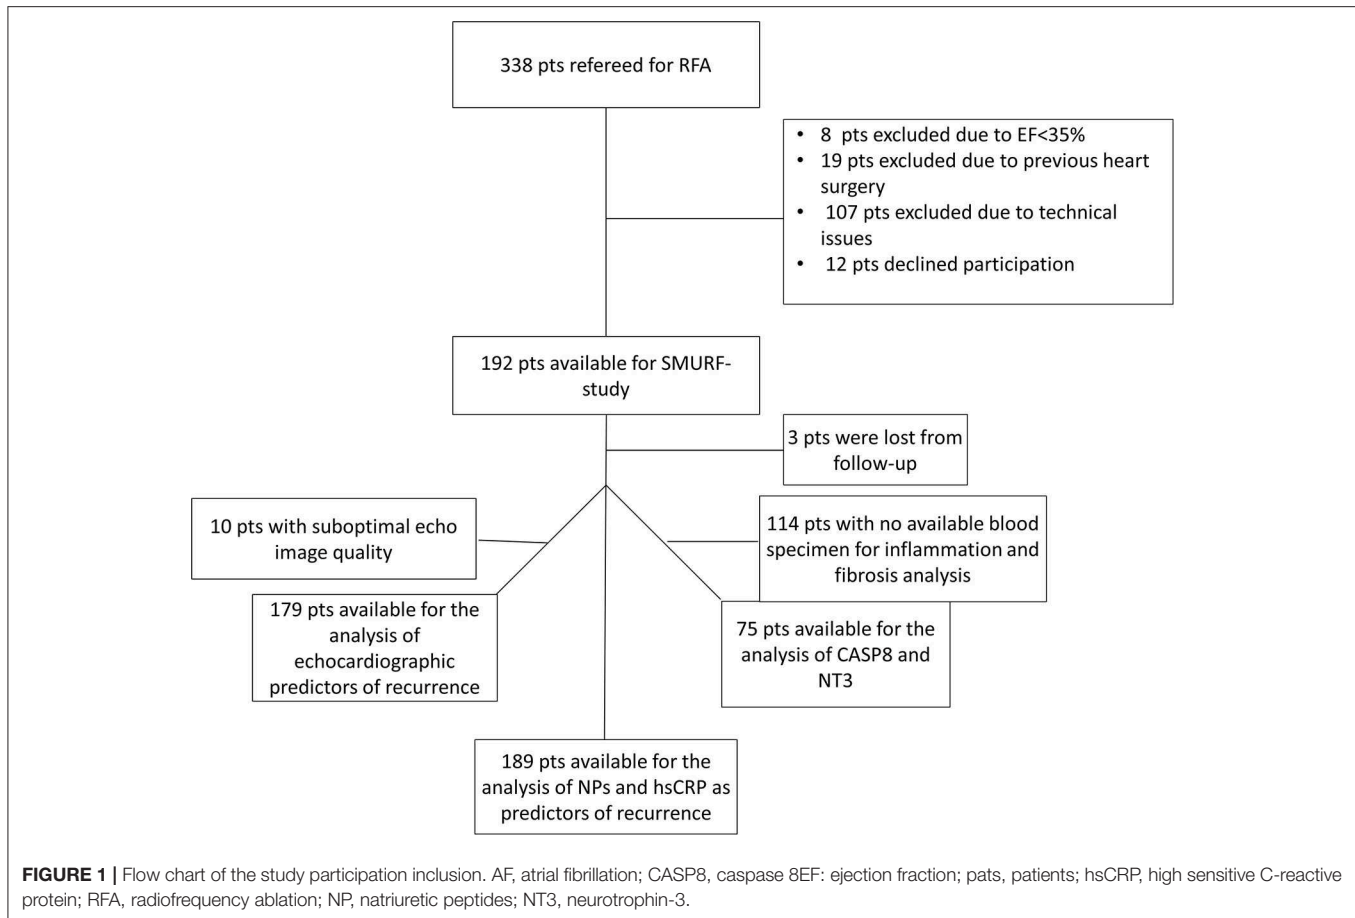 338 pts refereed for RFA
• 8 pts excluded due to EF<35%
• 19 pts excluded due to previous heart
surgery
• 107 pts excluded due to technical
issues
• 12 pts declined participation
192 pts available for SMURF-
study
3 pts were lost from
follow-up
10 pts with suboptimal echo
image quality
114 pts with no available blood
specimen for inflammation and
fibrosis analysis
179 pts available for the
analysis of
echocardiographic
predictors of recurrence
75 pts available for the
analysis of CASP8 and
NT3
189 pts available for the
analysis of NPs and hsCRP as
predictors of recurrence
FIGURE 1 | Flow chart of the study participation inclusion. AF, atrial fibrillation; CASP8, caspase 8EF: ejection fraction; pats, patients; hsCRP, high sensitive C-reactive
protein; RFA, radiofrequency ablation; NP, natriuretic peptides; NT3, neurotrophin-3.